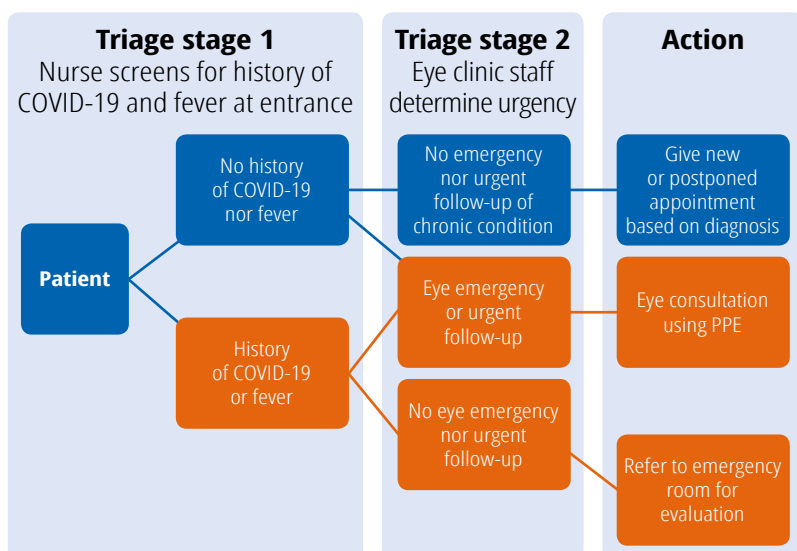 Triage stage 1
Nurse screens for history of
COVID-19 and fever at entrance
Triage stage 2
Eye clinic staff
determine urgency
Action
Patient
No history
of COVID-19
nor fever
History
of COVID-19
or fever
No emergency
nor urgent
follow-up of
chronic condition
Eye emergency
or urgent
follow-up
No eye emergency
nor urgent
follow-up
Give new
or postponed
appointment
based on diagnosis
Eye consultation
using PPE
Refer to emergency
room for
evaluation